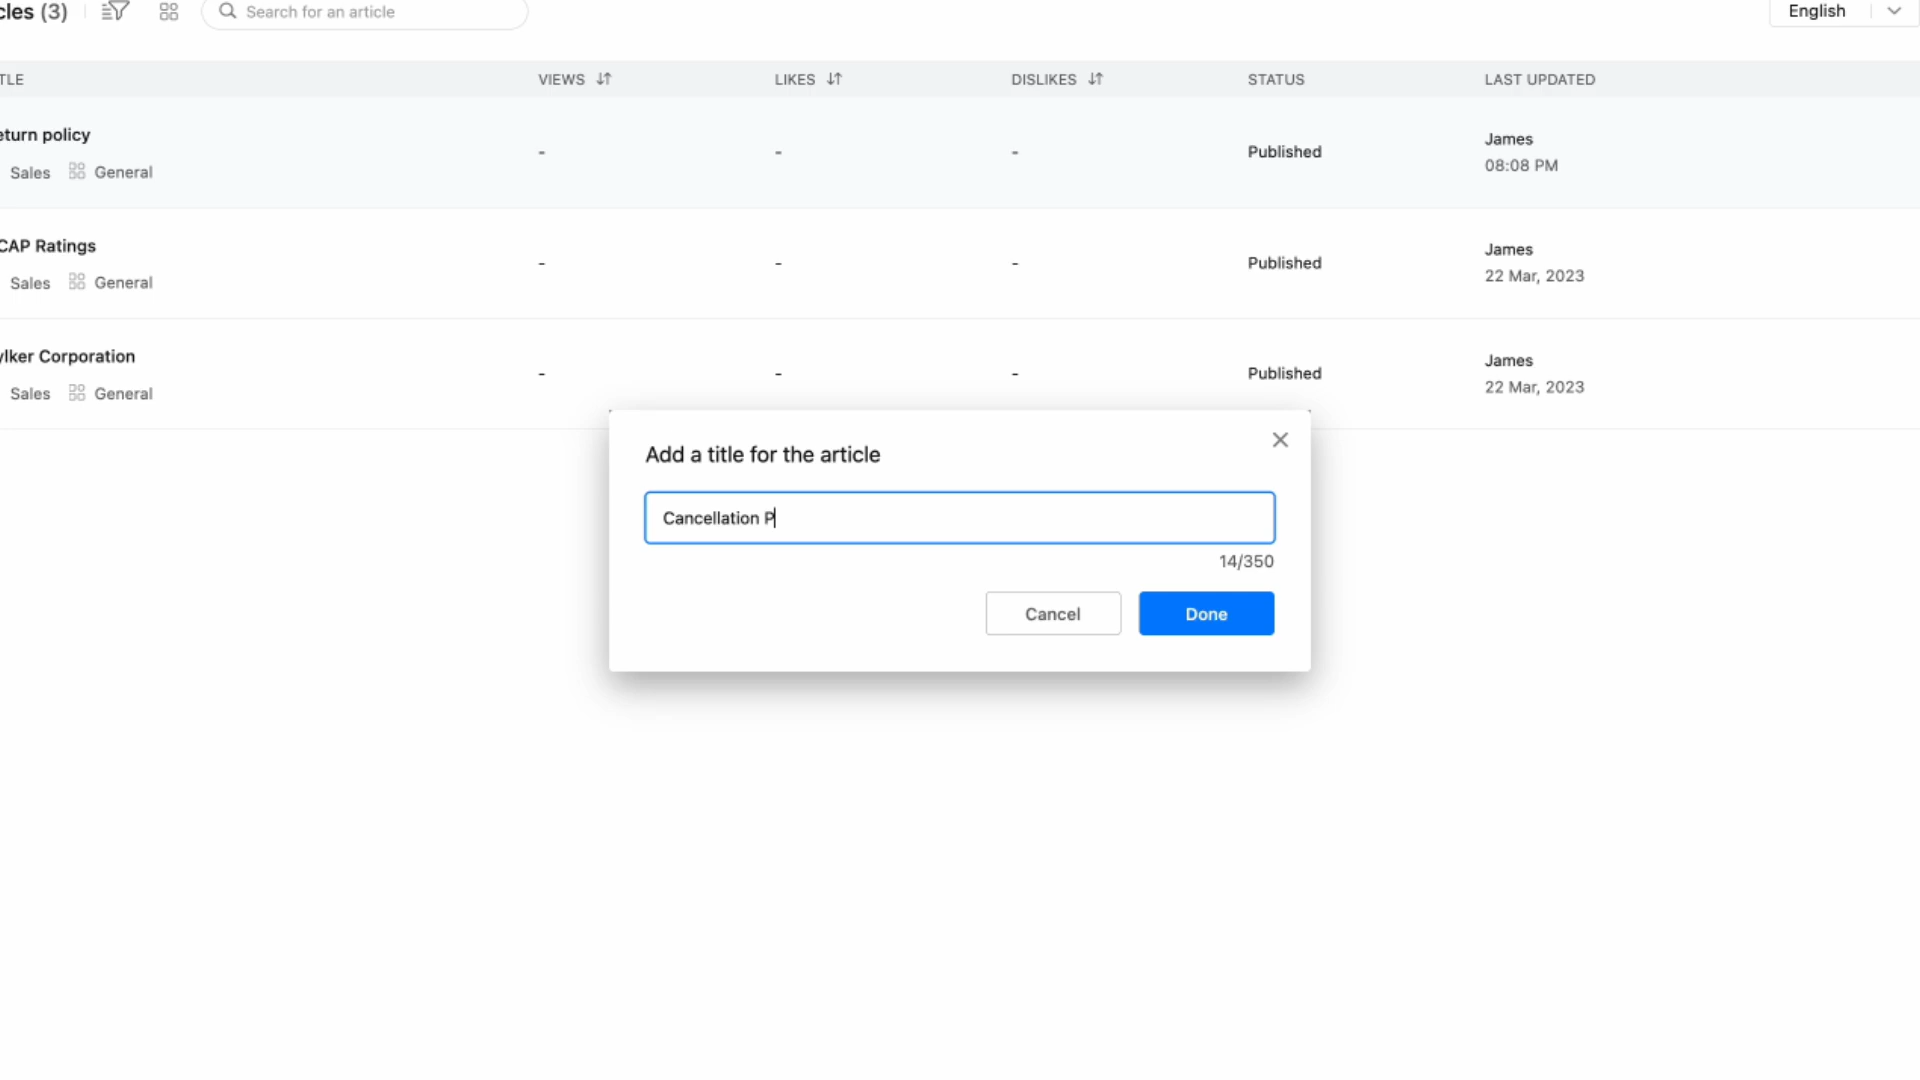 cles (3) Search for an article English
TLE VIEWS LIKES DISLIKES STATUS LAST UPDATED
eturn policy
Sales General
- - - Published
James
08:08 PM
CAP Ratings
Sales General
- - - Published
James
22 Mar, 2023
ylker Corporation
Sales General
- - - Published
James
22 Mar, 2023
Add a title for the article
Cancellation P
14/350
Cancel Done